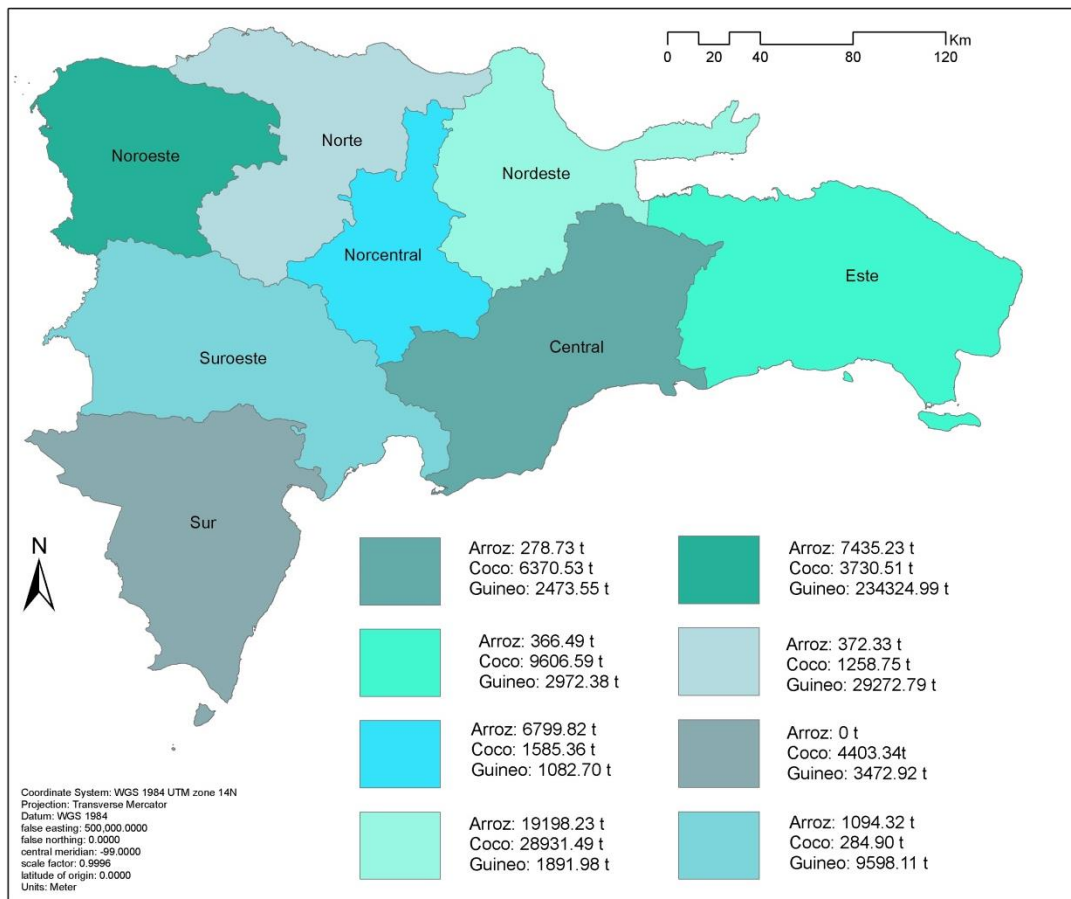 Km
0 20 40 80 120
Noroeste
Norte
Nordeste
Norcentral
Este
Suroeste
Central
Sur
N
Arroz: 278.73 t
Coco: 6370.53 t
Guineo: 2473.55 t
Arroz: 7435.23 t
Coco: 3730.51 t
Guineo: 234324.99 t
Arroz: 366.49 t
Coco: 9606.59 t
Guineo: 2972.38 t
Arroz: 372.33 t
Coco: 1258.75 t
Guineo: 29272.79 t
Arroz: 6799.82 t
Coco: 1585.36 t
Guineo: 1082.70 t
Arroz: 0 t
Coco: 4403.34t
Guineo: 3472.92 t
Arroz: 19198.23 t
Coco: 28931.49 t
Guineo: 1891.98 t
Arroz: 1094.32 t
Coco: 284.90 t
Guineo: 9598.11 t
Coordinate System: WGS 1984 UTM zone 14N
Projection: Transverse Mercator
Datum: WGS 1984
false easting: 500,000.0000
false northing: 0.0000
central meridian: -99.0000
scale factor: 0.9996
latitude of origin: 0.0000
Units: Meter